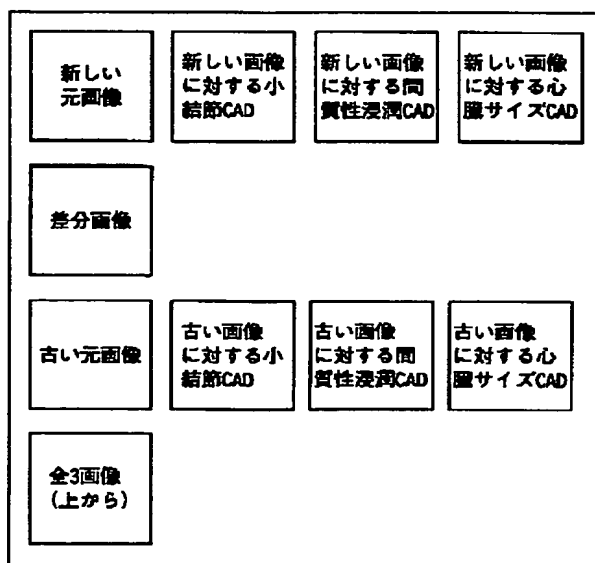 新しい
元画像
新しい画像
に対する小
結節CAD
新しい画像
に対する間
質性浸潤CAD
新しい画像
に対する心
臓サイズCAD
差分画像
古い元画像
古い画像
に対する小
結節CAD
古い画像
に対する間
質性浸潤CAD
古い画像
に対する心
臓サイズCAD
全3画像
(上から)